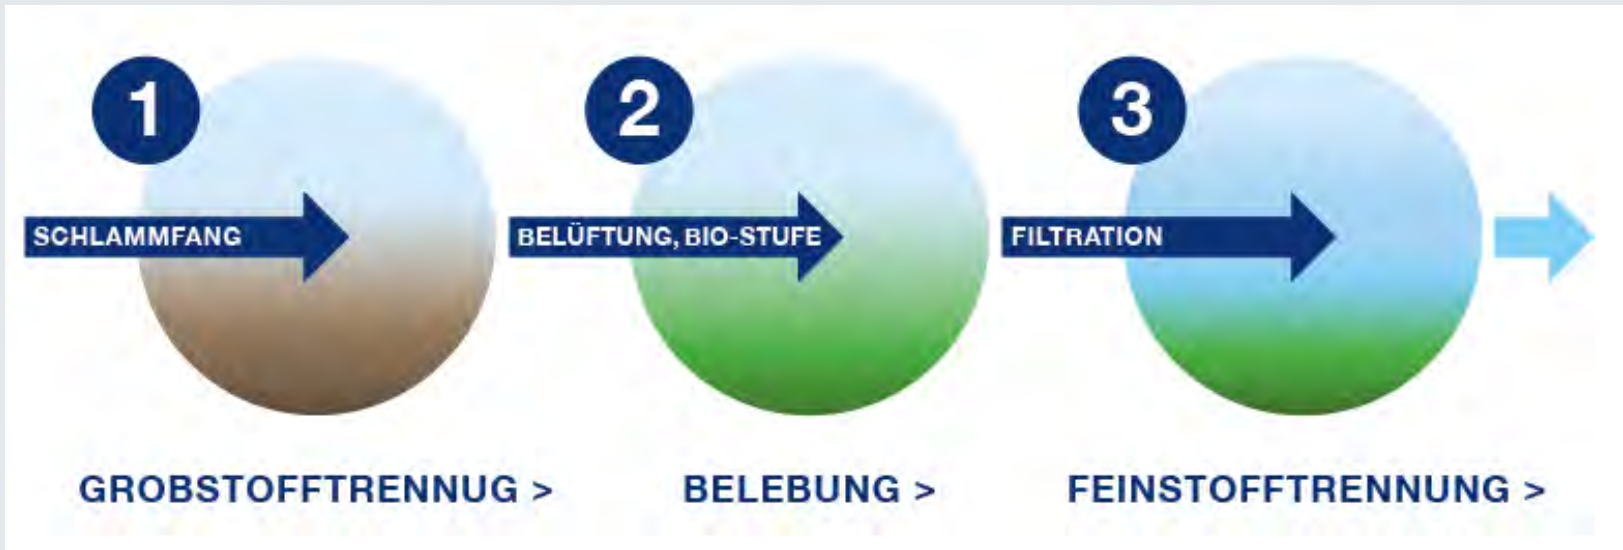 1
2
3
SCHLAMMFANG
BELÜFTUNG, BIO-STUFE
FILTRATION
GROBSTOFFTRENNUG >
BELEBUNG >
FEINSTOFFTRENNUNG >